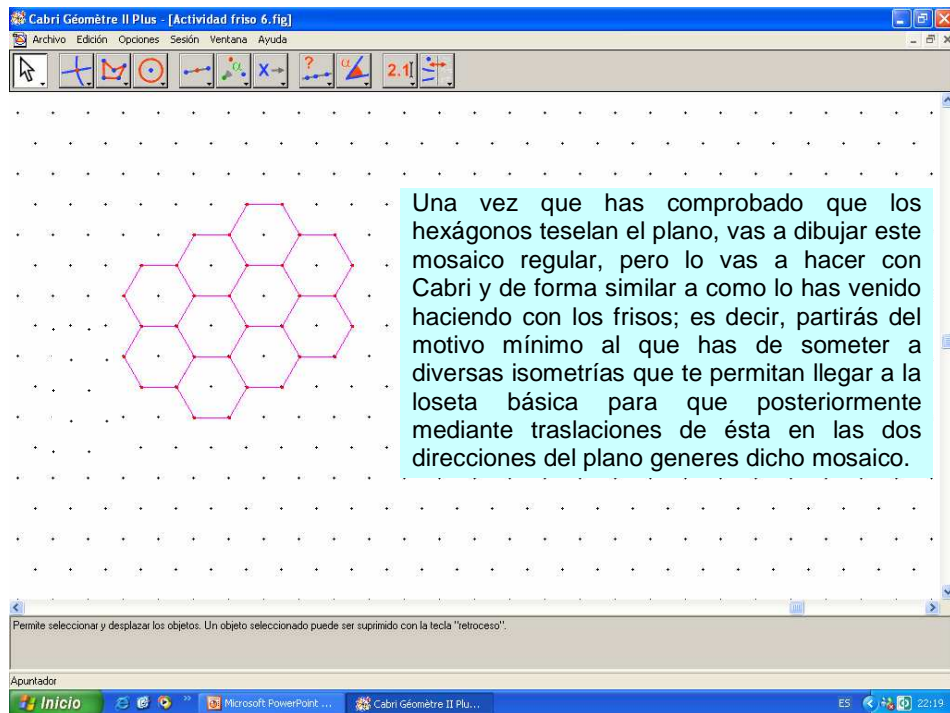 Cabri Géomètre II Plus - [Actividad friso 6.fig]
Archivo Edición Opciones Sesión Ventana Ayuda
α X→ ? α 2.1
Una vez que has comprobado que los
hexágonos teselan el plano, vas a dibujar este
mosaico regular, pero lo vas a hacer con
Cabri y de forma similar a como lo has venido
haciendo con los frisos; es decir, partirás del
motivo mínimo al que has de someter a
diversas isometrías que te permitan llegar a la
loseta básica para que posteriormente
mediante traslaciones de ésta en las dos
direcciones del plano generes dicho mosaico.
Permite seleccionar y desplazar los objetos. Un objeto seleccionado puede ser suprimido con la tecla "retroceso".
Apuntador
Inicio » Microsoft PowerPoint ... Cabri Géomètre II Plu... ES 22:19